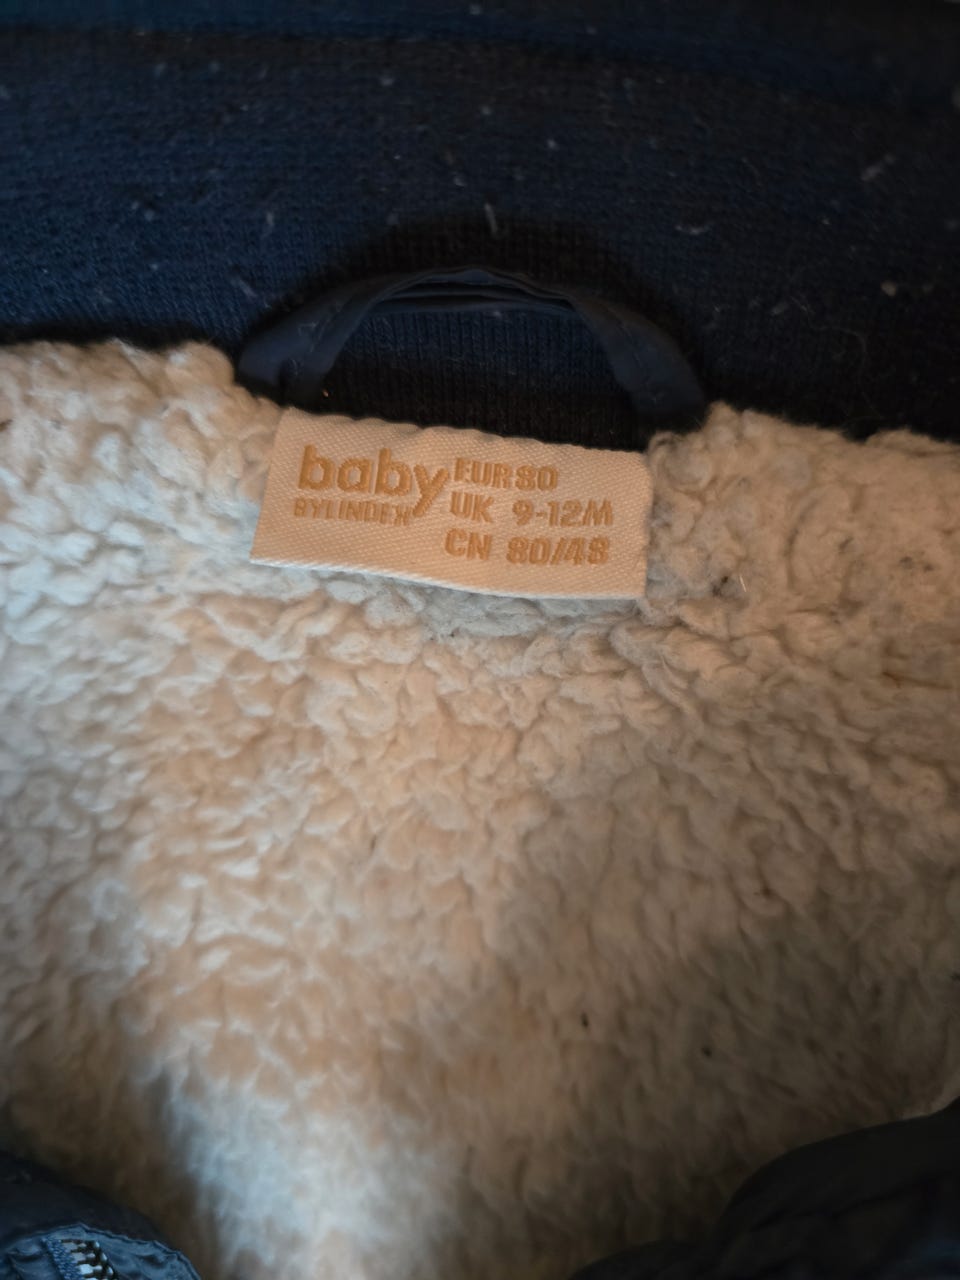 baby
BYLINDEX
EUR 80
UK 9-12M
CN 80/48